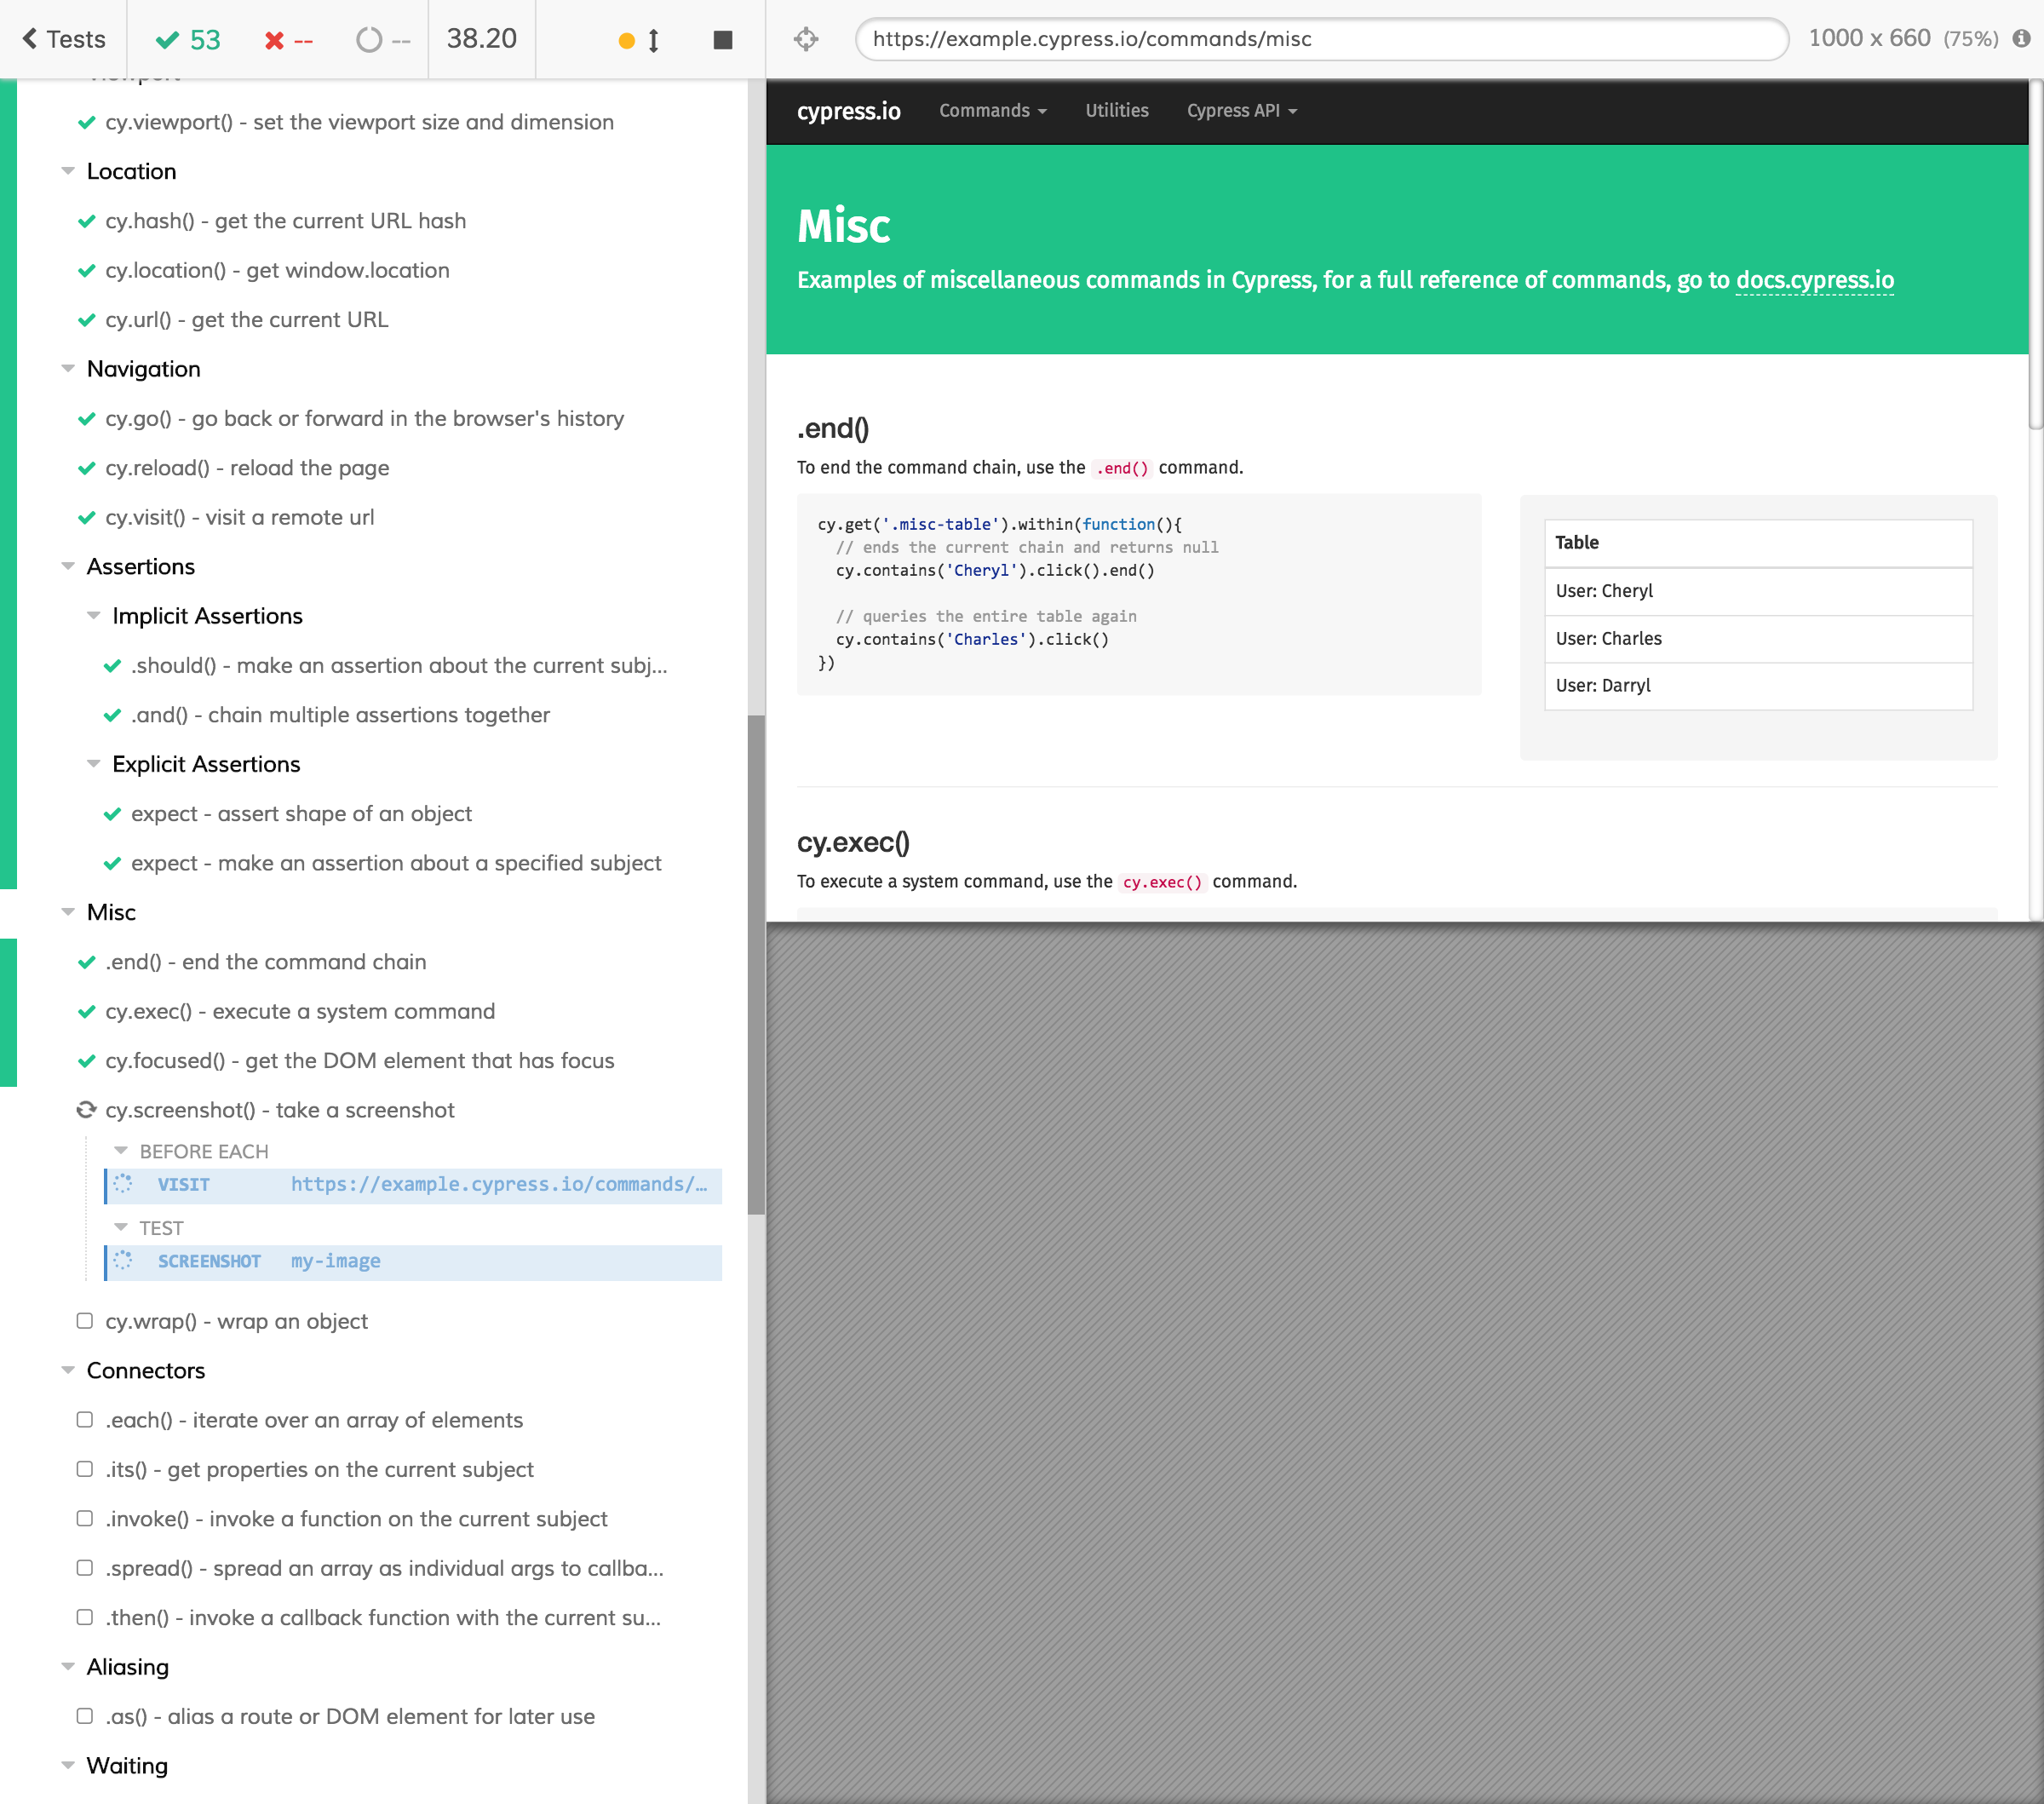 Tests
53
--
--
38.20
https://example.cypress.io/commands/misc
1000 x 660 (75%)
cy.viewport() - set the viewport size and dimension
Location
cy.hash() - get the current URL hash
cy.location() - get window.location
cy.url() - get the current URL
Navigation
cy.go() - go back or forward in the browser's history
cy.reload() - reload the page
cy.visit() - visit a remote url
Assertions
Implicit Assertions
.should() - make an assertion about the current subj...
.and() - chain multiple assertions together
Explicit Assertions
expect - assert shape of an object
expect - make an assertion about a specified subject
Misc
.end() - end the command chain
cy.exec() - execute a system command
cy.focused() - get the DOM element that has focus
cy.screenshot() - take a screenshot
BEFORE EACH
VISIT https://example.cypress.io/commands/...
TEST
SCREENSHOT my-image
cy.wrap() - wrap an object
Connectors
.each() - iterate over an array of elements
.its() - get properties on the current subject
.invoke() - invoke a function on the current subject
.spread() - spread an array as individual args to callba...
.then() - invoke a callback function with the current su...
Aliasing
.as() - alias a route or DOM element for later use
Waiting
cypress.io Commands Utilities Cypress API
Misc
Examples of miscellaneous commands in Cypress, for a full reference of commands, go to docs.cypress.io
.end()
To end the command chain, use the .end() command.
cy.get('.misc-table').within(function(){
// ends the current chain and returns null
cy.contains('Cheryl').click().end()
// queries the entire table again
cy.contains('Charles').click()
})
Table
User: Cheryl
User: Charles
User: Darryl
cy.exec()
To execute a system command, use the cy.exec() command.